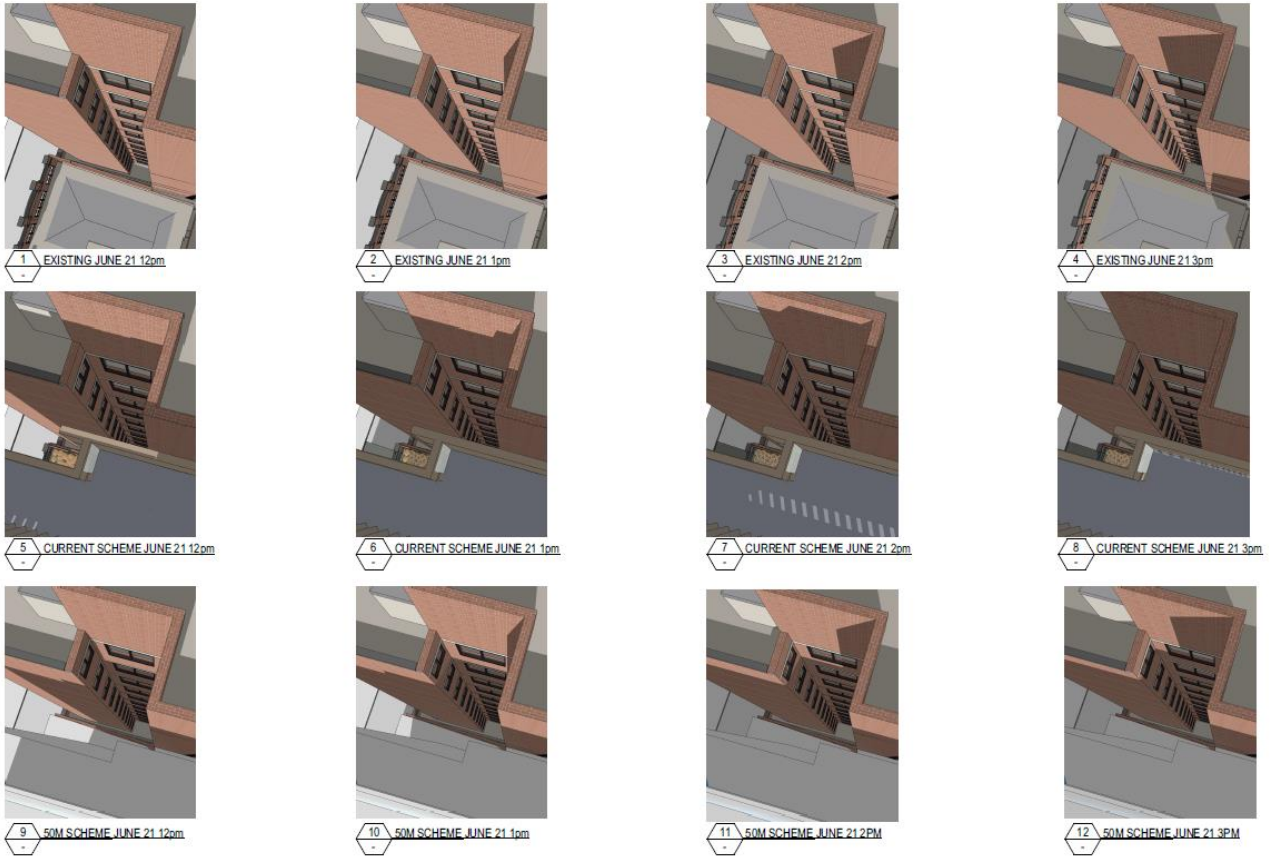 1 EXISTING JUNE 21 12pm
-
2 EXISTING JUNE 21 1pm
-
3 EXISTING JUNE 21 2pm
-
4 EXISTING JUNE 21 3pm
-
5 CURRENT SCHEME JUNE 21 12pm
-
6 CURRENT SCHEME JUNE 21 1pm
-
7 CURRENT SCHEME JUNE 21 2pm
-
8 CURRENT SCHEME JUNE 21 3pm
-
9 50M SCHEME JUNE 21 12pm
-
10 50M SCHEME JUNE 21 1pm
-
11 50M SCHEME JUNE 21 2PM
-
12 50M SCHEME JUNE 21 3PM
-